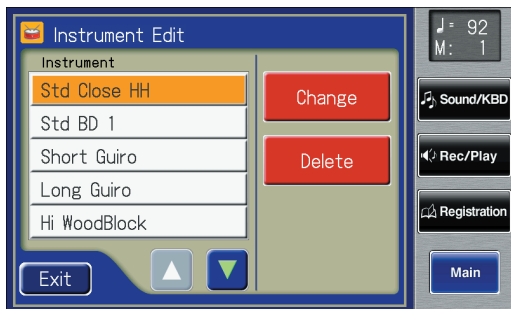 Instrument Edit
Instrument
Std Close HH
Std BD 1
Short Guiro
Long Guiro
Hi WoodBlock
Exit
Change
Delete
♩= 92
M: 1
Sound/KBD
Rec/Play
Registration
Main